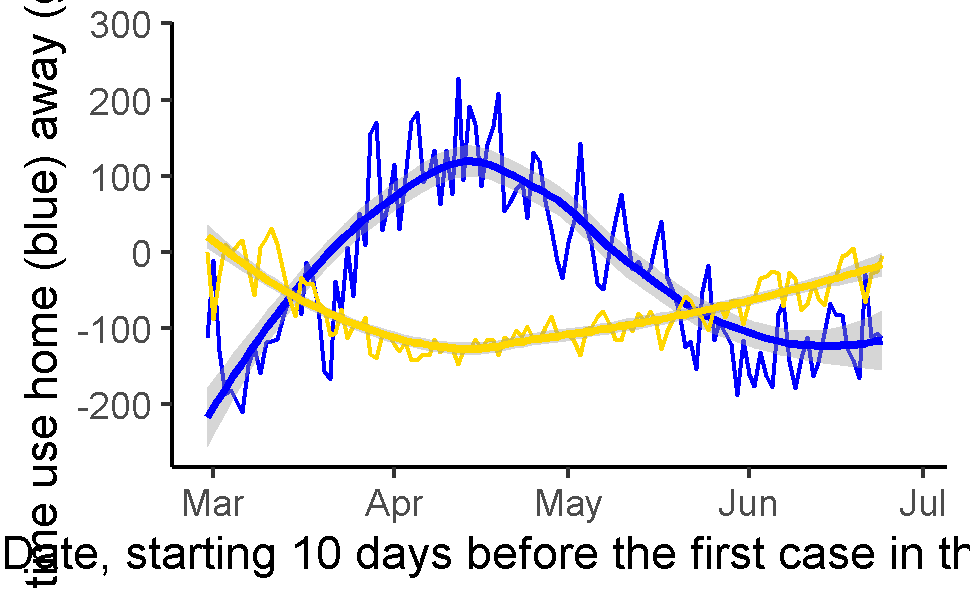 time use home (blue) away (
300
200
100
0
-100
-200
Mar Apr May Jun Jul
Date, starting 10 days before the first case in th